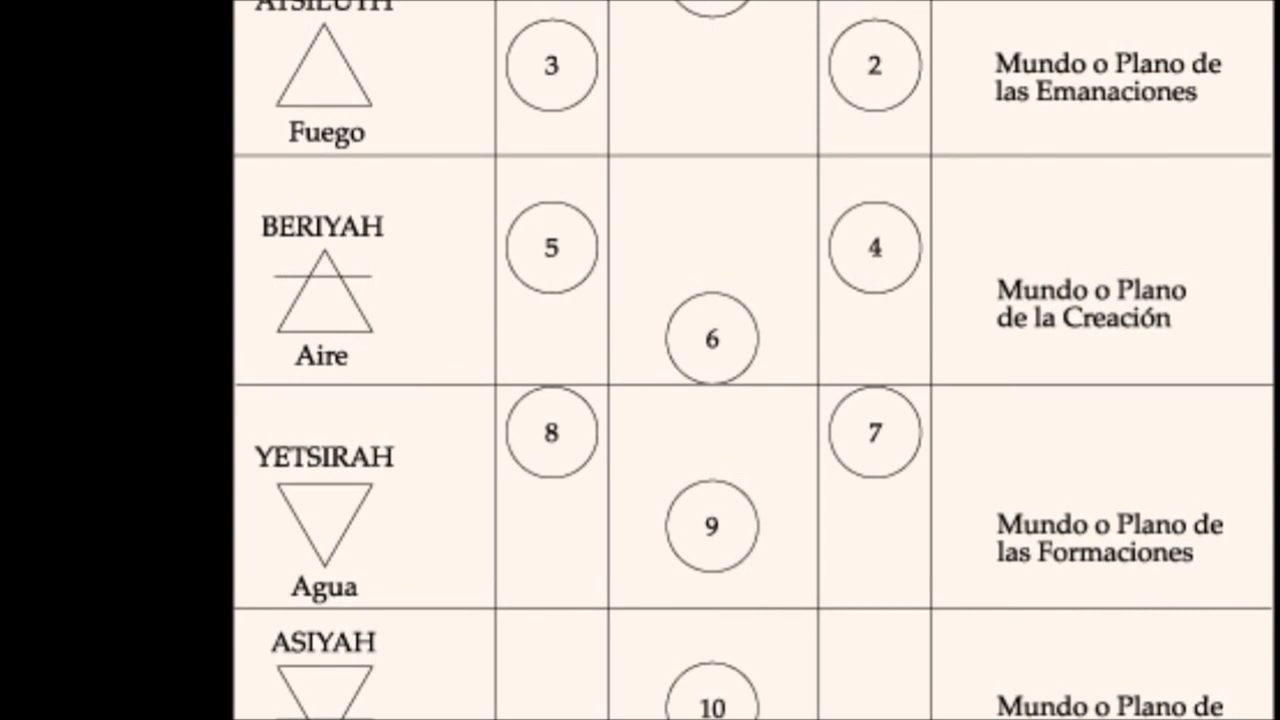 ATSILUTH
3
2
Mundo o Plano de
las Emanaciones
Fuego
BERIYAH
5
4
Mundo o Plano
de la Creación
6
Aire
8
7
YETSIRAH
9
Mundo o Plano de
las Formaciones
Agua
ASIYAH
10
Mundo o Plano de